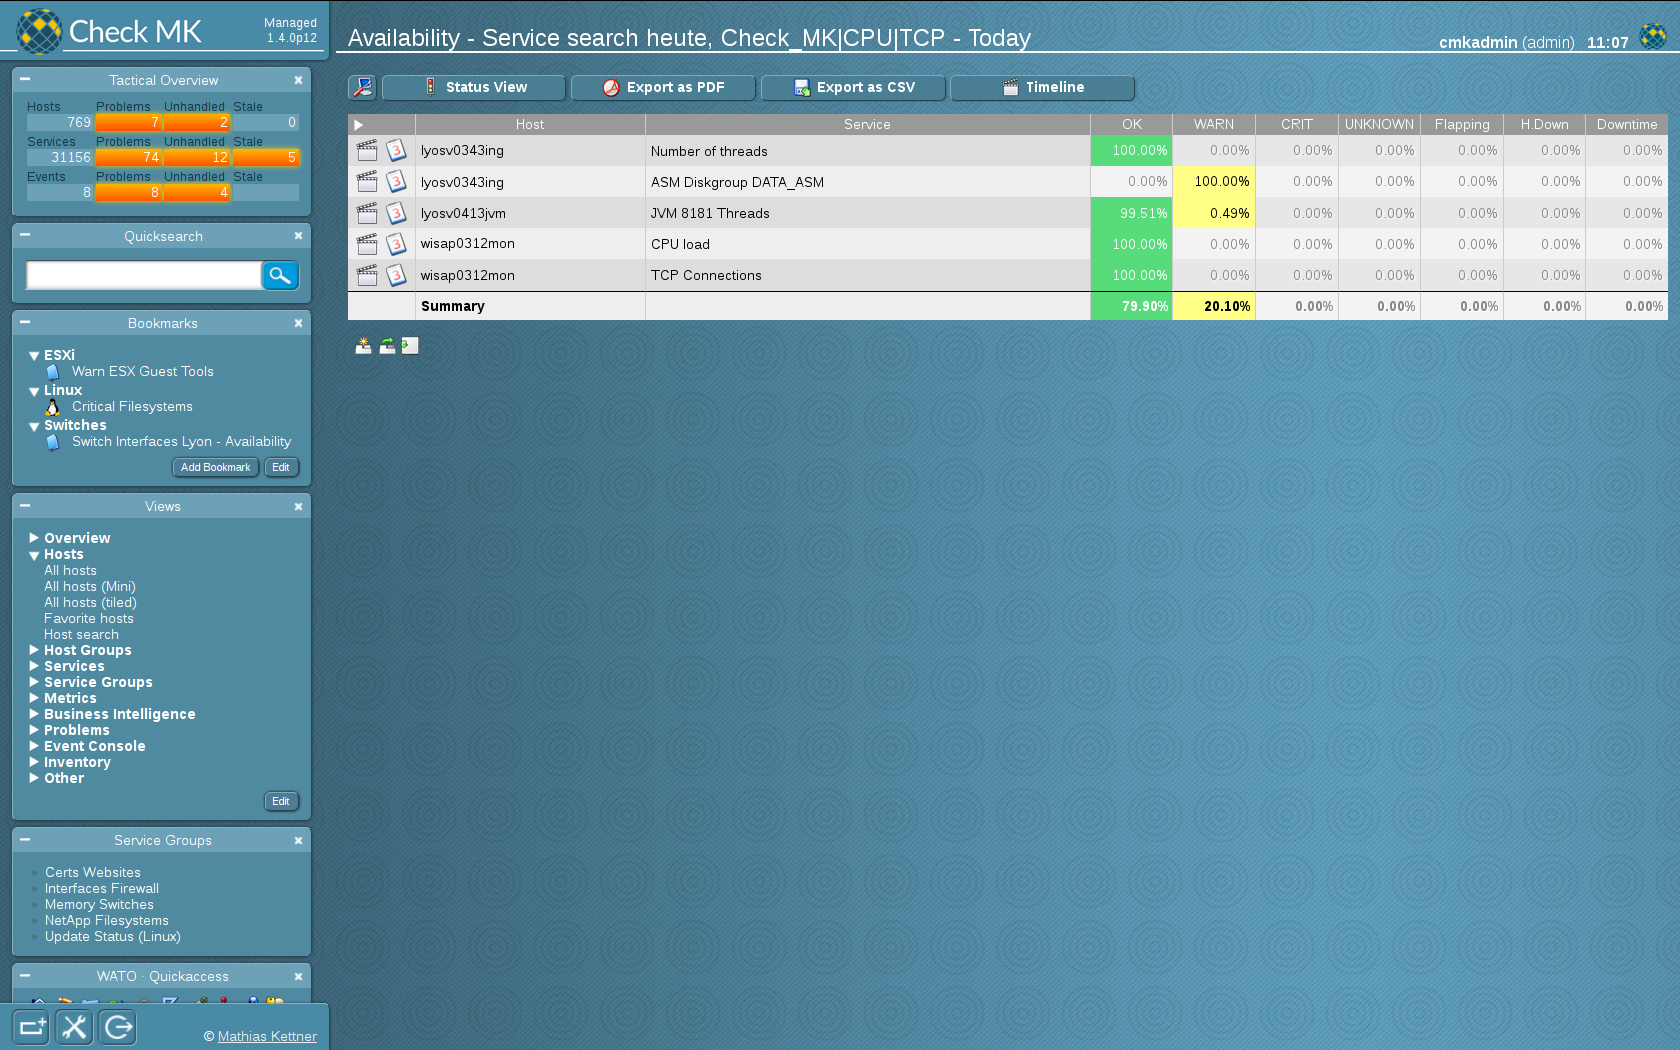 Check MK
Managed
1.4.0p12
Tactical Overview
Hosts Problems Unhandled Stale
769 7 2 0
Services Problems Unhandled Stale
31156 74 12 5
Events Problems Unhandled Stale
8 8 4
Quicksearch
Bookmarks
ESXi
Warn ESX Guest Tools
Linux
Critical Filesystems
Switches
Switch Interfaces Lyon - Availability
Add Bookmark Edit
Views
Overview
Hosts
All hosts
All hosts (Mini)
All hosts (tiled)
Favorite hosts
Host search
Host Groups
Services
Service Groups
Metrics
Business Intelligence
Problems
Event Console
Inventory
Other
Edit
Service Groups
Certs Websites
Interfaces Firewall
Memory Switches
NetApp Filesystems
Update Status (Linux)
WATO · Quickaccess
© Mathias Kettner
Availability - Service search heute, Check_MK|CPU|TCP - Today
cmkadmin (admin) 11:07
Status View Export as PDF Export as CSV Timeline
Host Service OK WARN CRIT UNKNOWN Flapping H.Down Downtime
3 lyosv0343ing Number of threads 100.00% 0.00% 0.00% 0.00% 0.00% 0.00% 0.00%
3 lyosv0343ing ASM Diskgroup DATA_ASM 0.00% 100.00% 0.00% 0.00% 0.00% 0.00% 0.00%
3 lyosv0413jvm JVM 8181 Threads 99.51% 0.49% 0.00% 0.00% 0.00% 0.00% 0.00%
3 wisap0312mon CPU load 100.00% 0.00% 0.00% 0.00% 0.00% 0.00% 0.00%
3 wisap0312mon TCP Connections 100.00% 0.00% 0.00% 0.00% 0.00% 0.00% 0.00%
Summary 79.90% 20.10% 0.00% 0.00% 0.00% 0.00% 0.00%